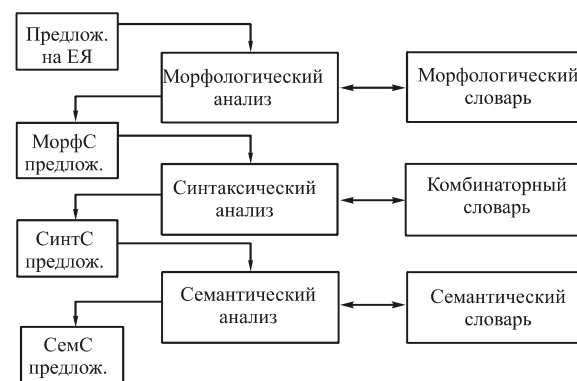 Предлож.
на ЕЯ
Морфологический
анализ
Морфологический
словарь
МорфС
предлож.
Синтаксический
анализ
Комбинаторный
словарь
СинтС
предлож.
Семантический
анализ
Семантический
словарь
СемС
предлож.